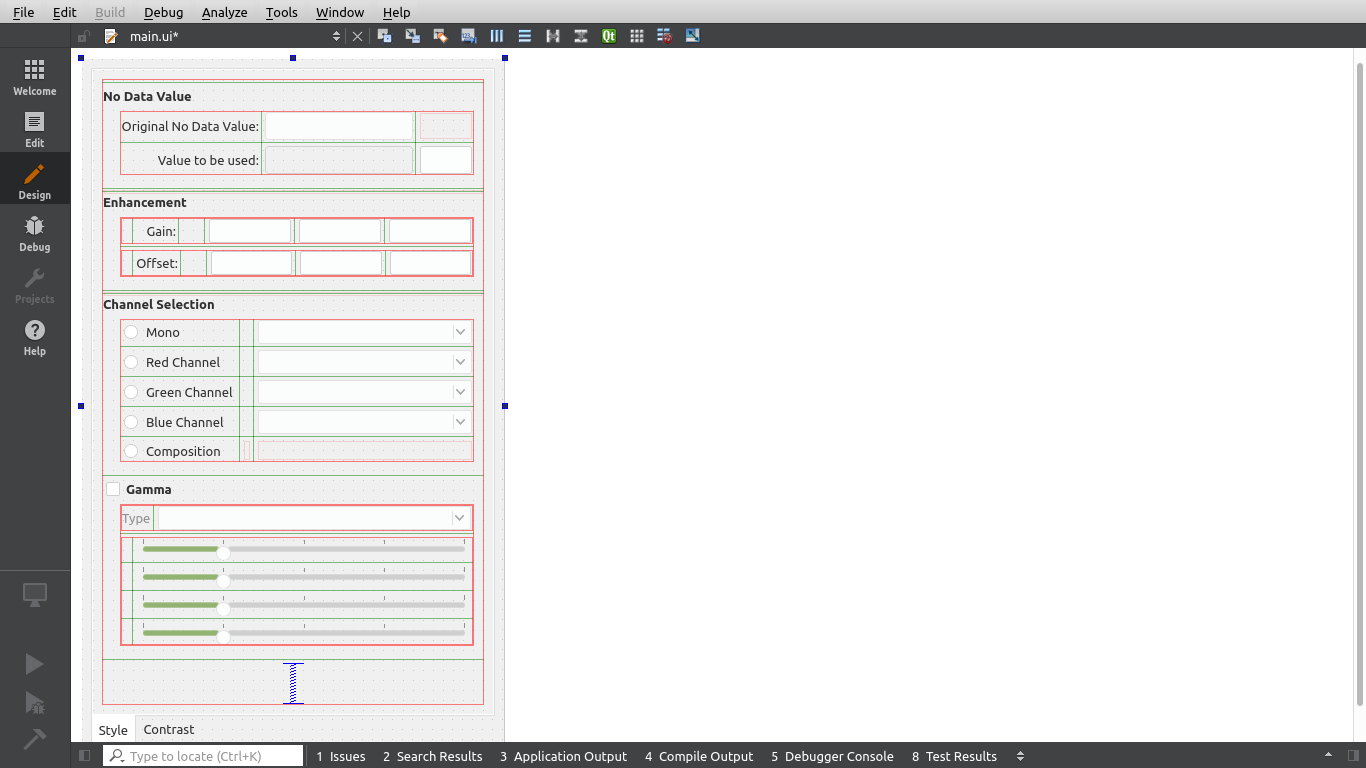 File Edit Build Debug Analyze Tools Window Help
main.ui*
Welcome
Edit
Design
Debug
Projects
Help
No Data Value
Original No Data Value:
Value to be used:
Enhancement
Gain:
Offset:
Channel Selection
Mono
Red Channel
Green Channel
Blue Channel
Composition
Gamma
Type
Style Contrast
Type to locate (Ctrl+K) 1 Issues 2 Search Results 3 Application Output 4 Compile Output 5 Debugger Console 8 Test Results